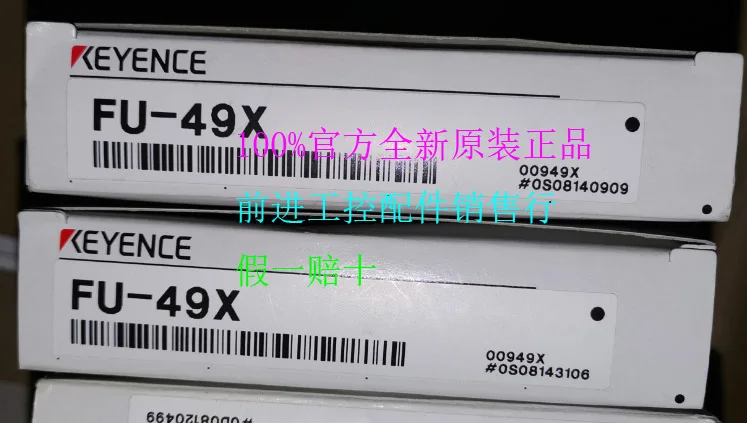 KEYENCE
FU-49X
100%官方全新原装正品
00949X
#0S08140909
前进工控配件销售行
KEYENCE
假一赔十
FU-49X
00949X
#0S08143106
#0D08120499